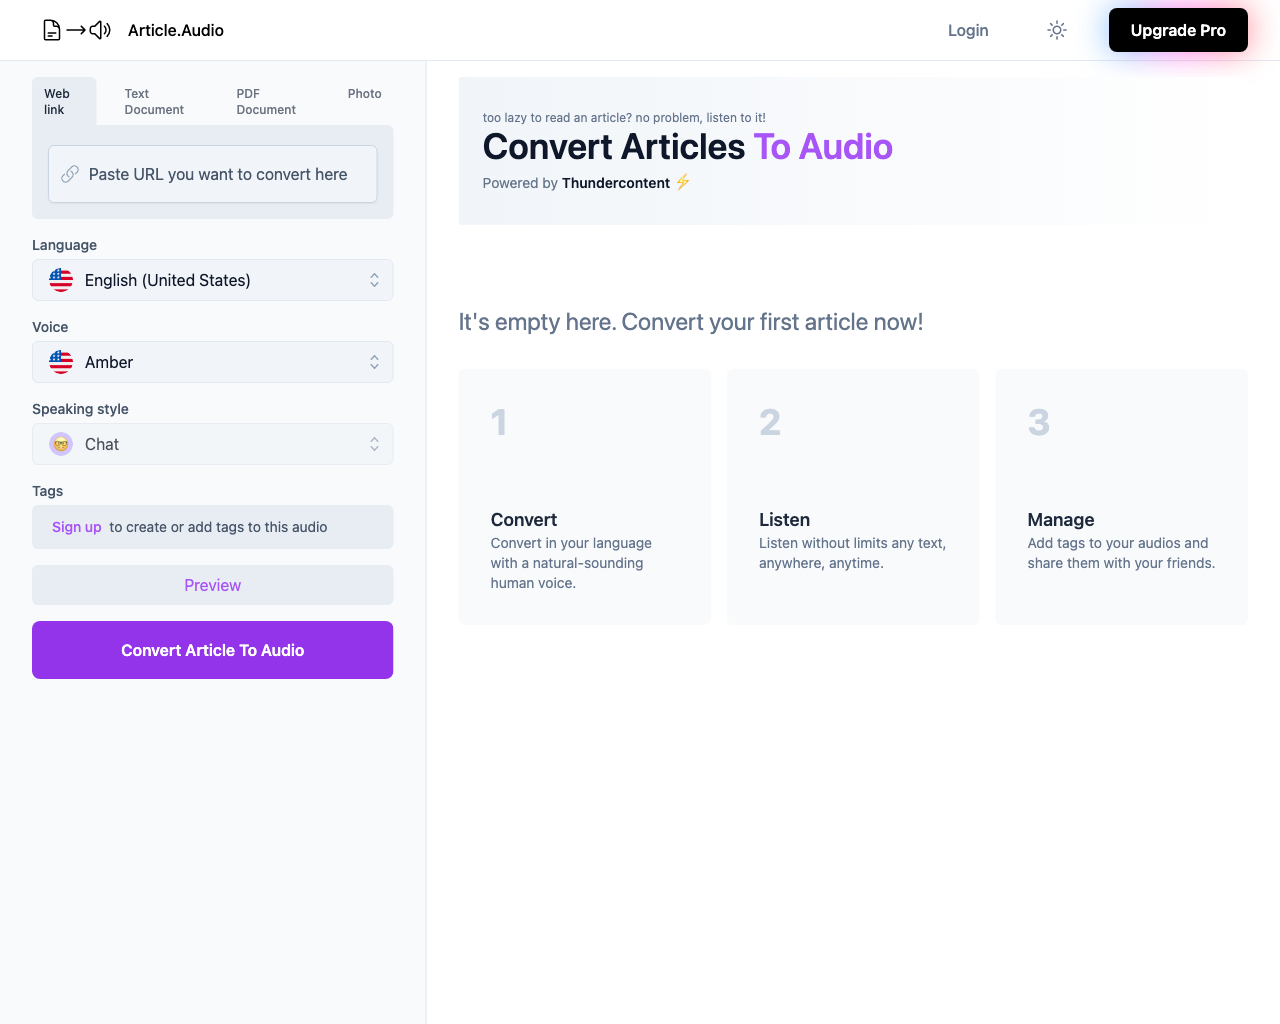 Article.Audio
Login
Upgrade Pro
Web
link
Text
Document
PDF
Document
Photo
Paste URL you want to convert here
Language
English (United States)
Voice
Amber
Speaking style
Chat
Tags
Sign up to create or add tags to this audio
Preview
Convert Article To Audio
too lazy to read an article? no problem, listen to it!
Convert Articles To Audio
Powered by Thundercontent ⚡
It's empty here. Convert your first article now!
1
Convert
Convert in your language
with a natural-sounding
human voice.
2
Listen
Listen without limits any text,
anywhere, anytime.
3
Manage
Add tags to your audios and
share them with your friends.